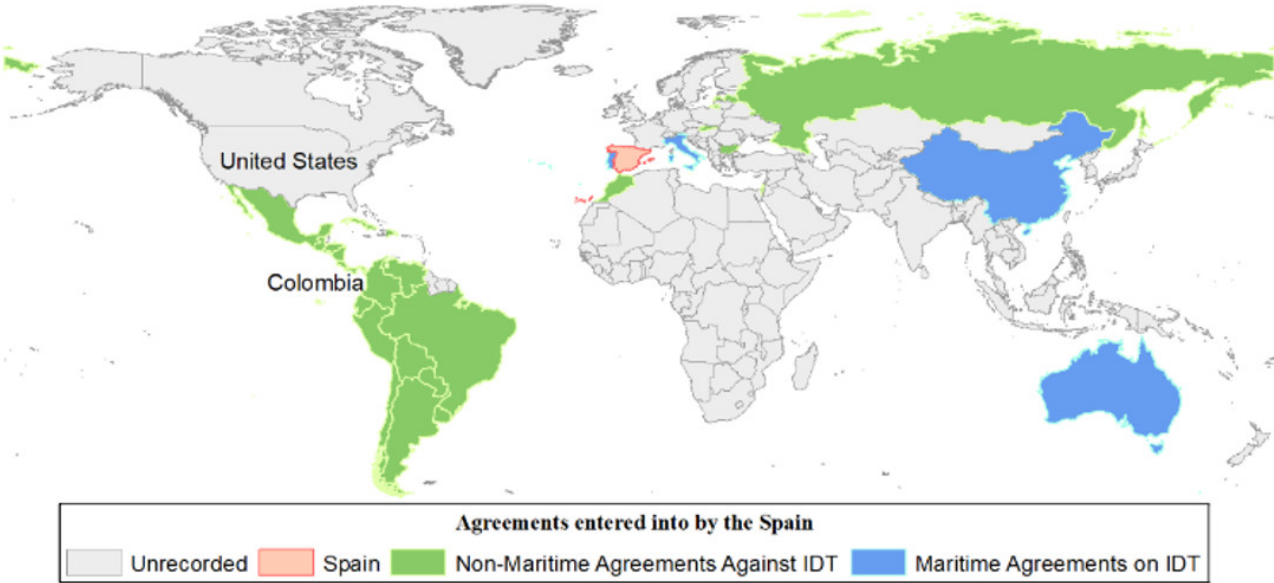 United States
Colombia
Agreements entered into by the Spain
Unrecorded Spain Non-Maritime Agreements Against IDT Maritime Agreements on IDT